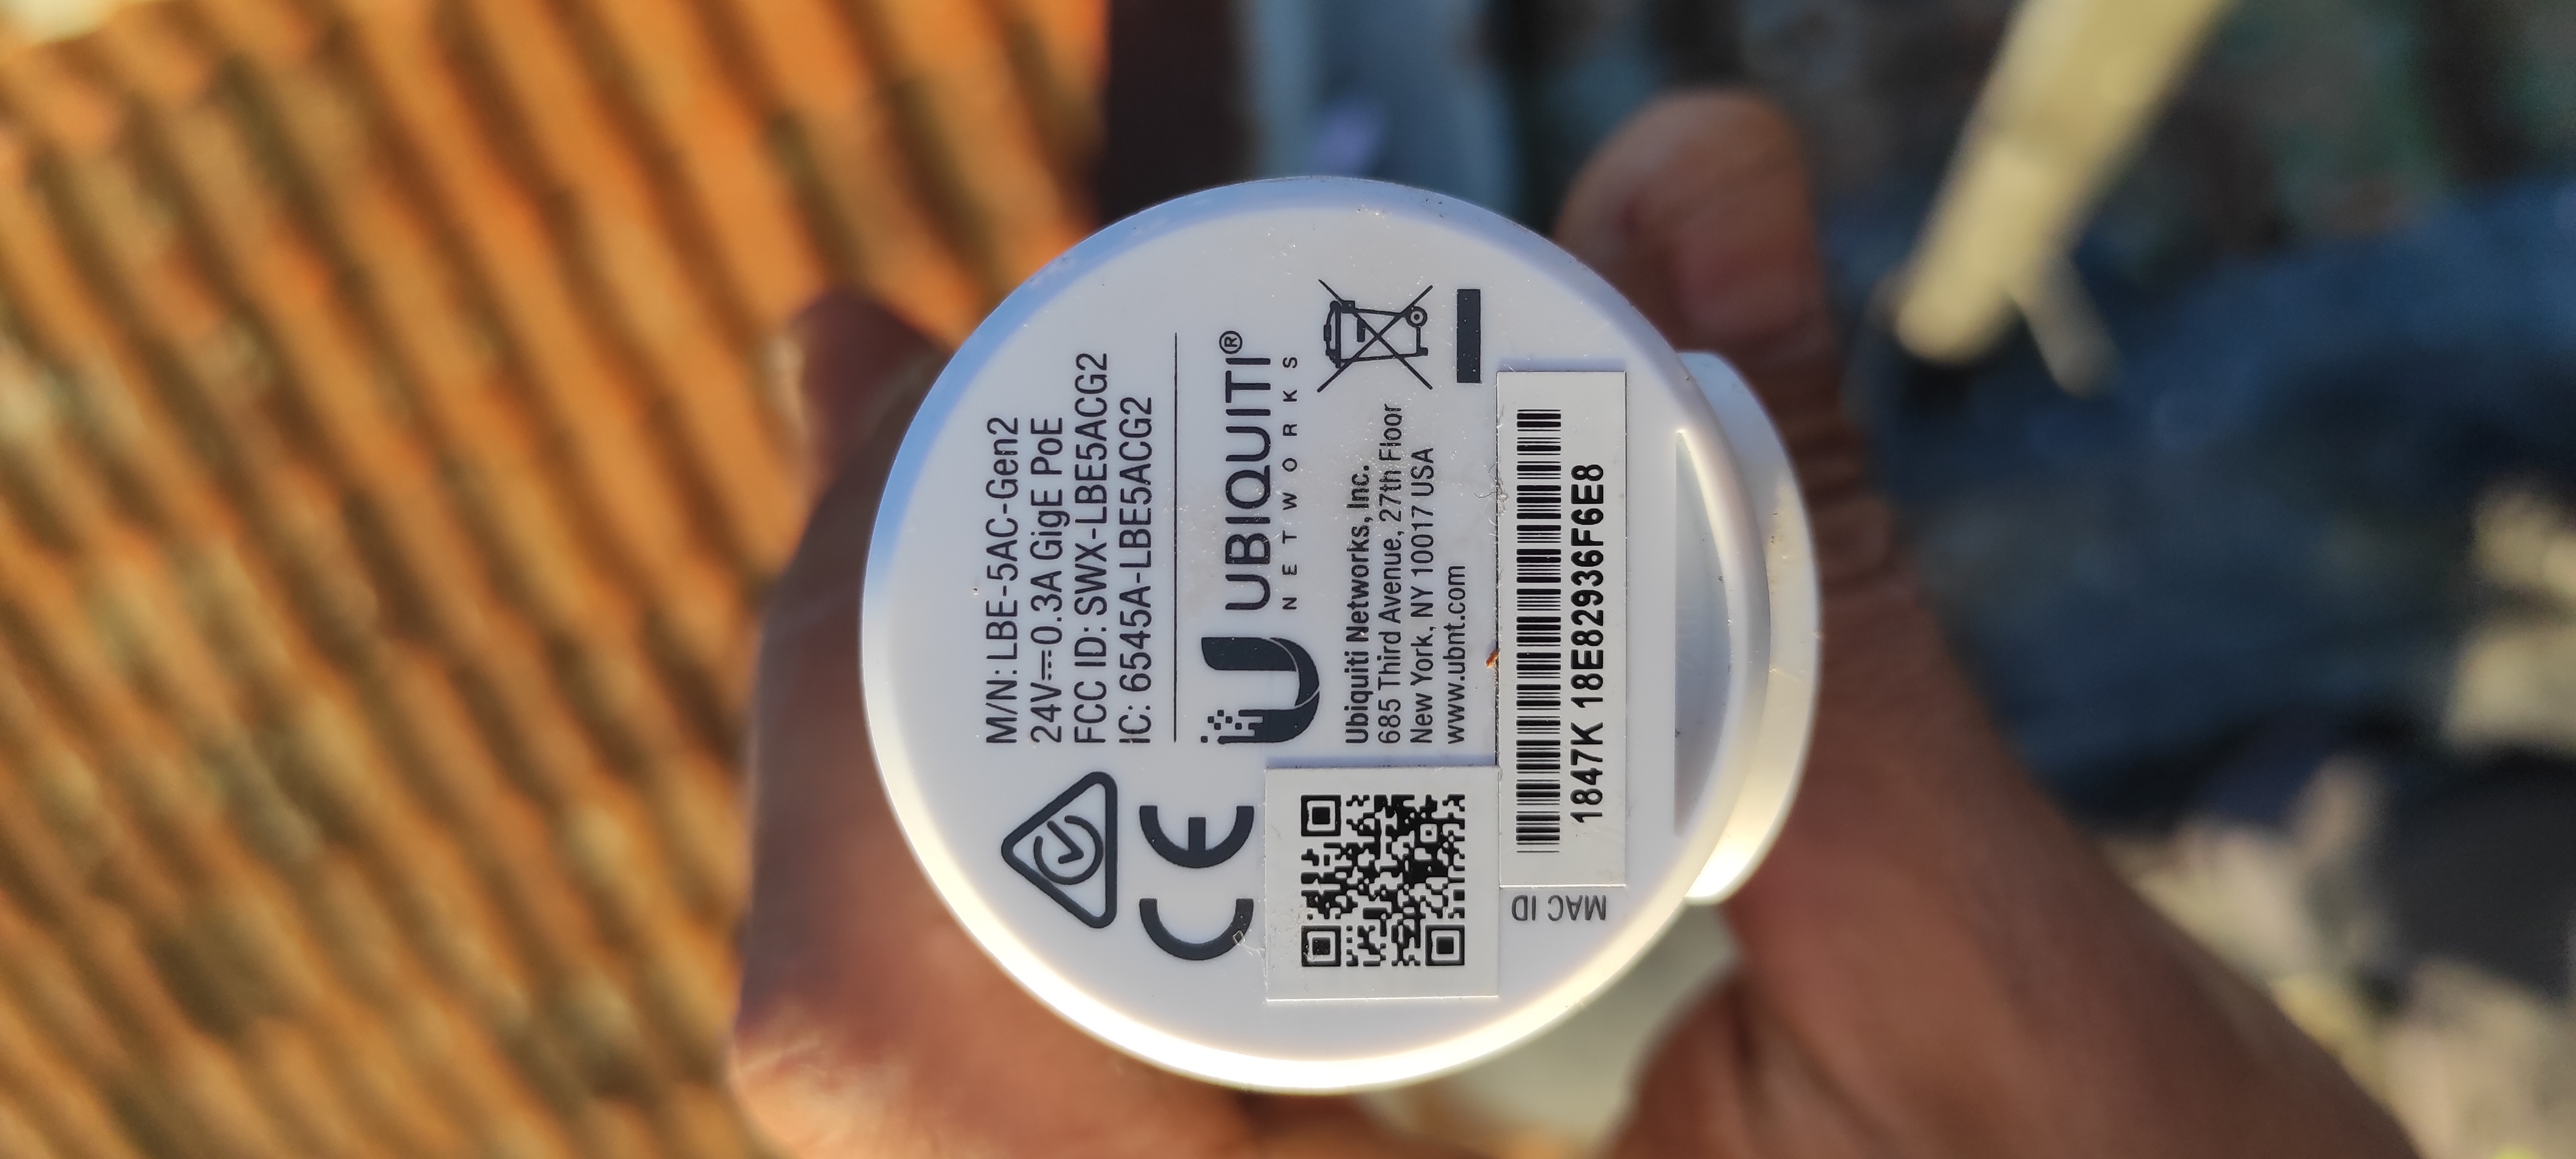 M/N: LBE-5AC-Gen2
24V⎓0.3A GigE PoE
FCC ID: SWX-LBE5ACG2
IC: 6545A-LBE5ACG2
UBIQUITI®
NETWORKS
CE
Ubiquiti Networks, Inc.
685 Third Avenue, 27th Floor
New York, NY 10017 USA
www.ubnt.com
1847K 18E82936F6E8
MAC ID